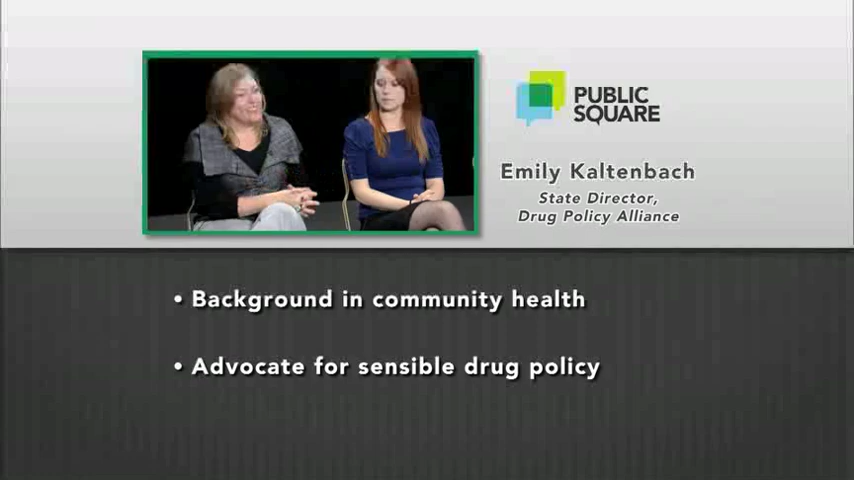 PUBLIC
SQUARE
Emily Kaltenbach
State Director,
Drug Policy Alliance
• Background in community health
• Advocate for sensible drug policy